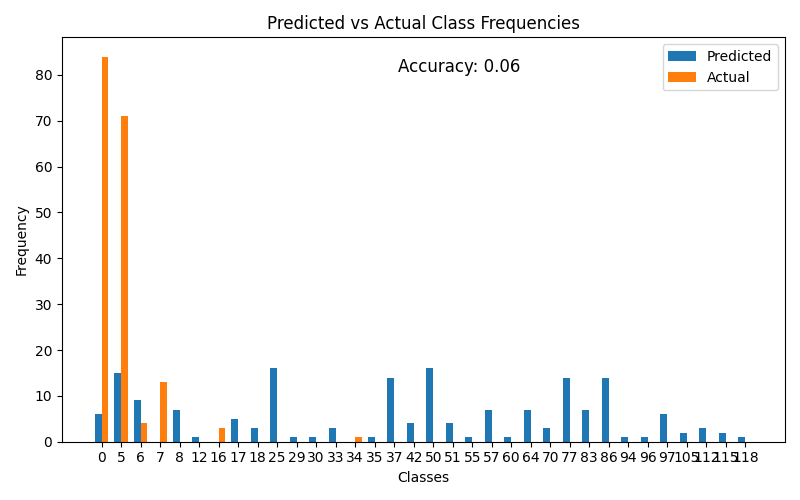 Predicted vs Actual Class Frequencies
Accuracy: 0.06
Predicted
Actual
Frequency
80
70
60
50
40
30
20
10
0
0 5 6 7 8 12 16 17 18 25 29 30 33 34 35 37 42 50 51 55 57 60 64 70 77 83 86 94 96 97 105 112 115 118
Classes